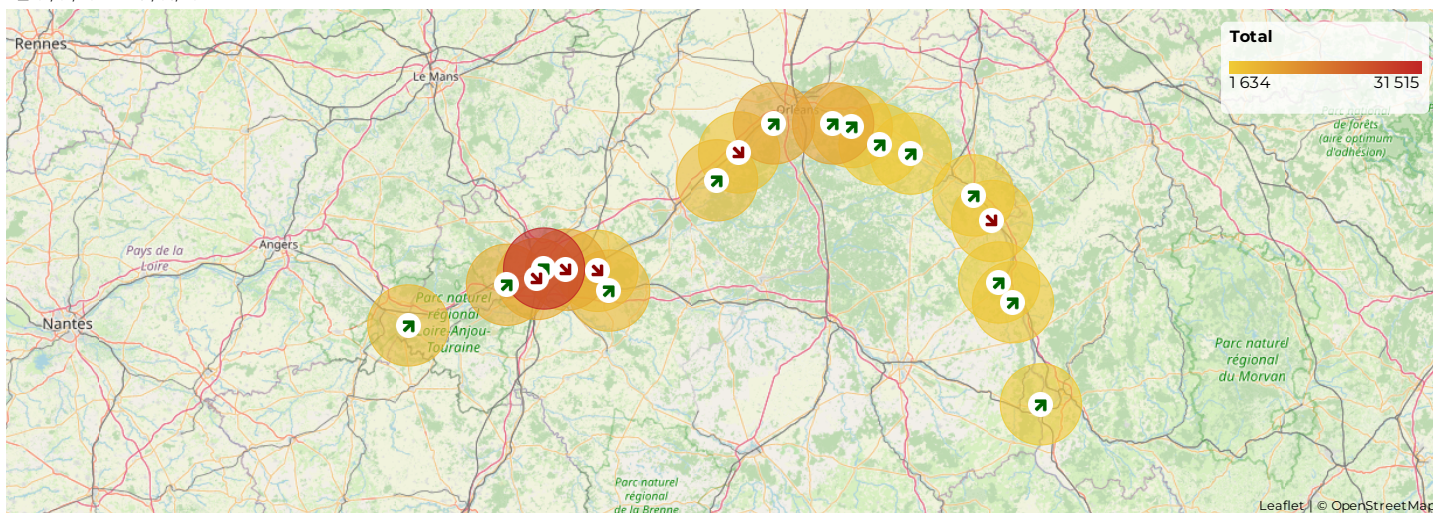 Rennes
Le Mans
Orléans
Total
1 634 31 515
Parc national
de forêts
(aire optimum
d'adhésion)
Pays de la
Loire
Angers
Nantes
Parc naturel
régional
Loire-Anjou-
Touraine
Parc naturel
régional
du Morvan
Parc naturel
régional
de la Brenne
Leaflet | © OpenStreetMap